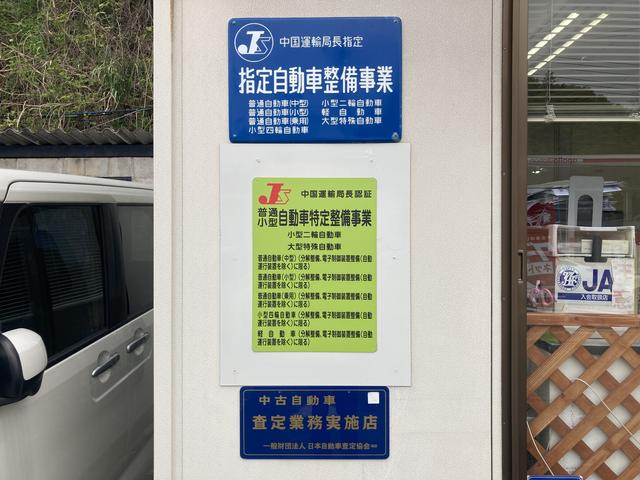 JS 中国運輸局長指定
指定自動車整備事業
普通自動車(中型) 小型二輪自動車
普通自動車(小型) 軽自動車
普通自動車(乗用) 大型特殊自動車
小型四輪自動車
JS 中国運輸局長認証
普通
小型 自動車特定整備事業
小型二輪自動車
大型特殊自動車
普通自動車(中型)(分解整備、電子制御装置整備(自動
運行装置を除く)に限る)
普通自動車(小型)(分解整備、電子制御装置整備(自動
運行装置を除く)に限る)
普通自動車(乗用)(分解整備、電子制御装置整備(自動
運行装置を除く)に限る)
小型四輪自動車(分解整備、電子制御装置整備(自動
運行装置を除く)に限る)
軽自動車(分解整備、電子制御装置整備(自動
運行装置を除く)に限る)
中古自動車
査定業務実施店
一般財団法人 日本自動車査定協会
JA
入会取扱店